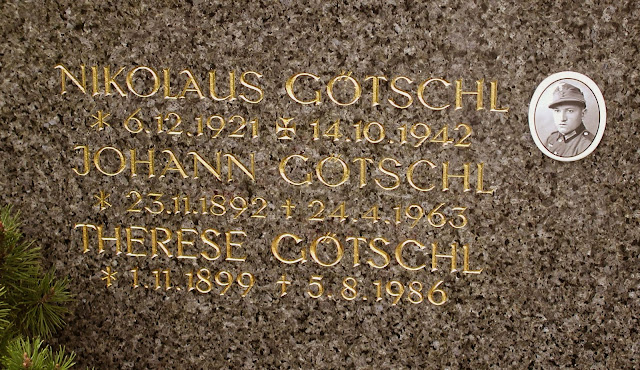 NIKOLAUS GÖTSCHL
* 6.12.1921 ✠ 14.10.1942
JOHANN GÖTSCHL
* 23.11.1892 † 24.4.1963
THERESE GÖTSCHL
* 1.11.1899 † 5.8.1986